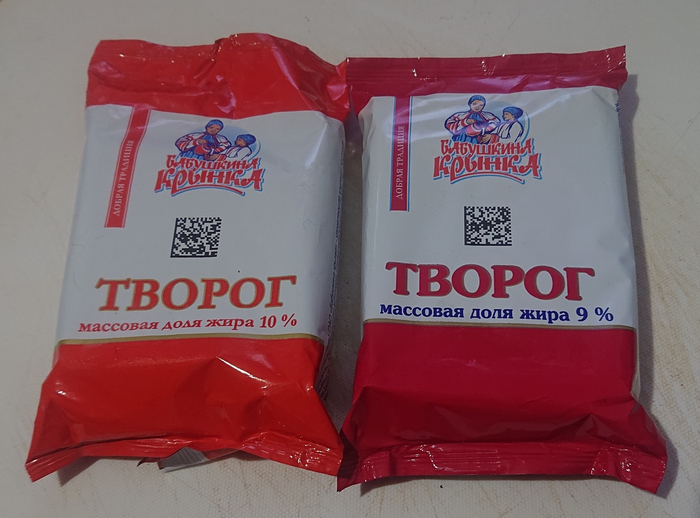 ДОБРАЯ ТРАДИЦИЯ
БАБУШКИНА
КРЫНКА
ТВОРОГ
массовая доля жира 10 %
ДОБРАЯ ТРАДИЦИЯ
БАБУШКИНА
КРЫНКА
ТВОРОГ
массовая доля жира 9 %